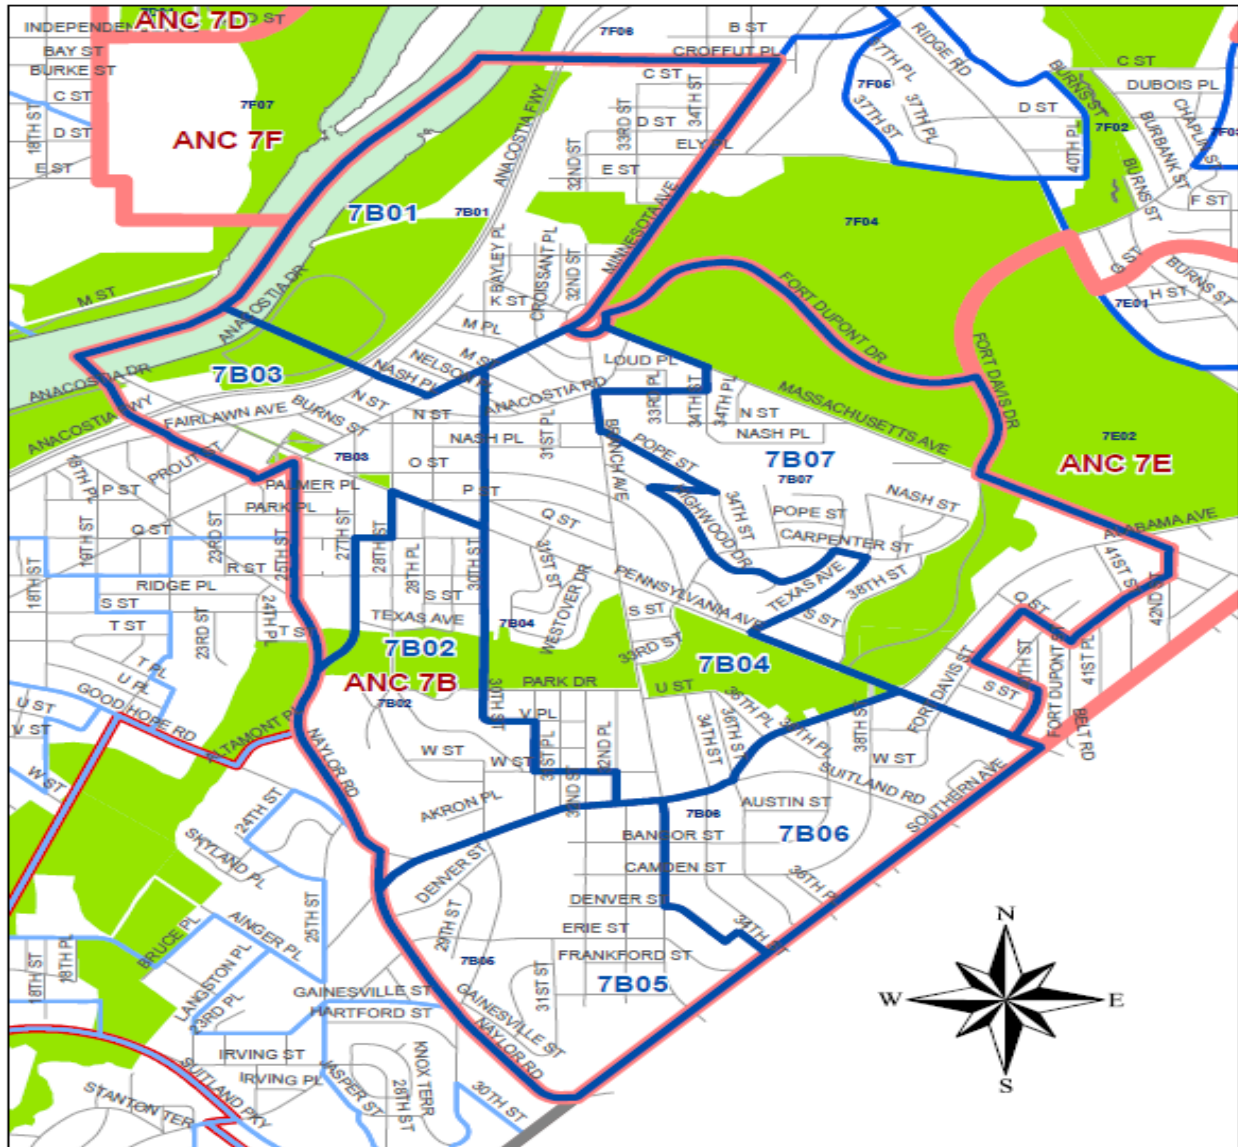 ANC 7D
INDEPENDEN
D ST
BAY ST
BURKE ST
C ST
D ST
E ST
18TH ST
7F07
ANC 7F
7F06
B ST
CROFFUT PL
C ST
D ST
ELY PL
E ST
34TH ST
33RD ST
32ND ST
37TH PL
RIDGE RD
7F05
37TH ST
37TH PL
D ST
40TH PL
BURNS ST
C ST
DUBOIS PL
CHAPLIN ST
BURBANK ST
7F02
BURNS ST
F ST
ANACOSTIA FWY
7B01
7B01
MINNESOTA AVE
7F04
G ST
BURNS ST
H ST
7E01
M ST
ANACOSTIA DR
BAYLEY PL
CROISSANT PL
32ND ST
K ST
M PL
M ST
NELSON PL
NASH PL
FORT DUPONT DR
FORT DAVIS DR
LOUD PL
33RD PL
34TH ST
34TH PL
MASSACHUSETTS AVE
ANACOSTIA DR
ANACOSTIA FWY
7B03
FAIRLAWN AVE
BURNS ST
N ST
N ST
ANACOSTIA RD
NASH PL
31ST PL
BRANCH AVE
N ST
NASH PL
7B07
7B07
7E02
ANC 7E
PROUT ST
7B03
O ST
POPE ST
HIGHWOOD DR
34TH ST
NASH ST
POPE ST
CARPENTER ST
18TH PL
P ST
PALMER PL
PARK PL
P ST
Q ST
Q ST
19TH ST
23RD ST
25TH ST
27TH ST
28TH ST
28TH PL
30TH ST
31ST ST
WESTOVER DR
PENNSYLVANIA AVE
TEXAS AVE
38TH ST
ALABAMA AVE
41ST S
42ND ST
R ST
18TH ST
RIDGE PL
S ST
T ST
23RD ST
24TH PL
T S
S ST
TEXAS AVE
7B04
S ST
S ST
33RD ST
Q ST
FORT DUPONT ST
41ST PL
BELT RD
7B02
ANC 7B
7B02
7B04
PARK DR
U ST
FORT DAVIS ST
S ST
T PL
U PL
U ST
V ST
GOOD HOPE RD
W ST
NAYLOR RD
30TH ST
V PL
W ST
W ST
32ND PL
32ND ST
34TH ST
36TH ST
36TH PL
38TH ST
W ST
SUITLAND RD
SOUTHERN AVE
24TH ST
AKRON PL
AUSTIN ST
7B06
7B06
BANGOR ST
CAMDEN ST
36TH P
SKYLAND PL
DENVER ST
DENVER ST
ERIE ST
FRANKFORD ST
BRUCE PL
AINGER PL
25TH ST
29TH ST
7B05
7B05
31ST ST
18TH ST
18TH PL
LANGSTON PL
23RD PL
GAINESVILLE ST
GAINESVILLE ST
HARTFORD ST
NAYLOR RD
IRVING ST
IRVING PL
JASPER ST
KNOX TERR
28TH ST
30TH ST
SUITLAND PKY
STANTON TER
N
W
E
S